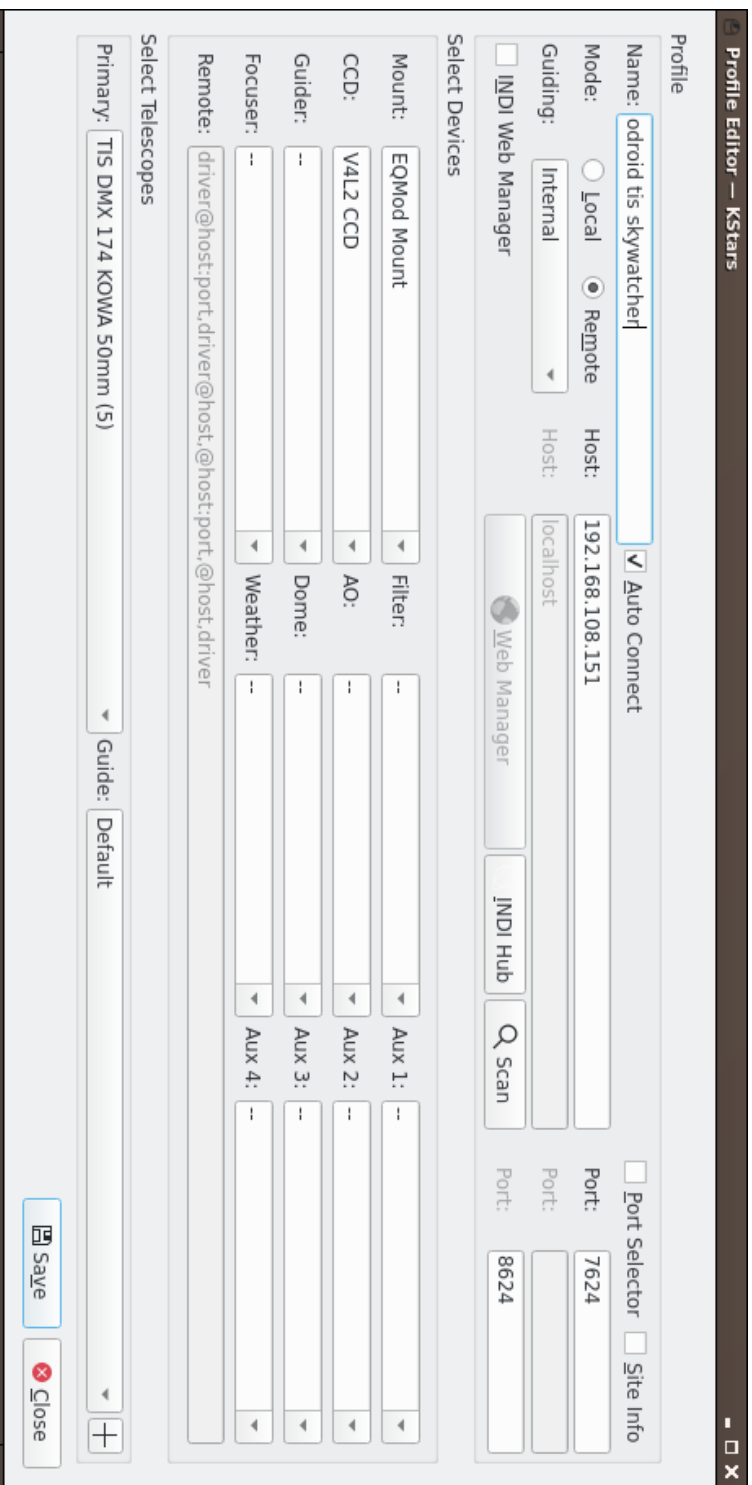 Profile Editor — KStars
Profile
Name: odroid tis skywatcher Auto Connect Port Selector Site Info
Mode: Local Remote Host: 192.168.108.151 Port: 7624
Guiding: Internal Host: localhost Port:
INDI Web Manager Web Manager INDI Hub Scan Port: 8624
Select Devices
Mount: EQMod Mount Filter: -- Aux 1: --
CCD: V4L2 CCD AO: -- Aux 2: --
Guider: -- Dome: -- Aux 3: --
Focuser: -- Weather: -- Aux 4: --
Remote: driver@host:port,driver@host,@host:port,@host,driver
Select Telescopes
Primary: TIS DMX 174 KOWA 50mm (5) Guide: Default
Save Close